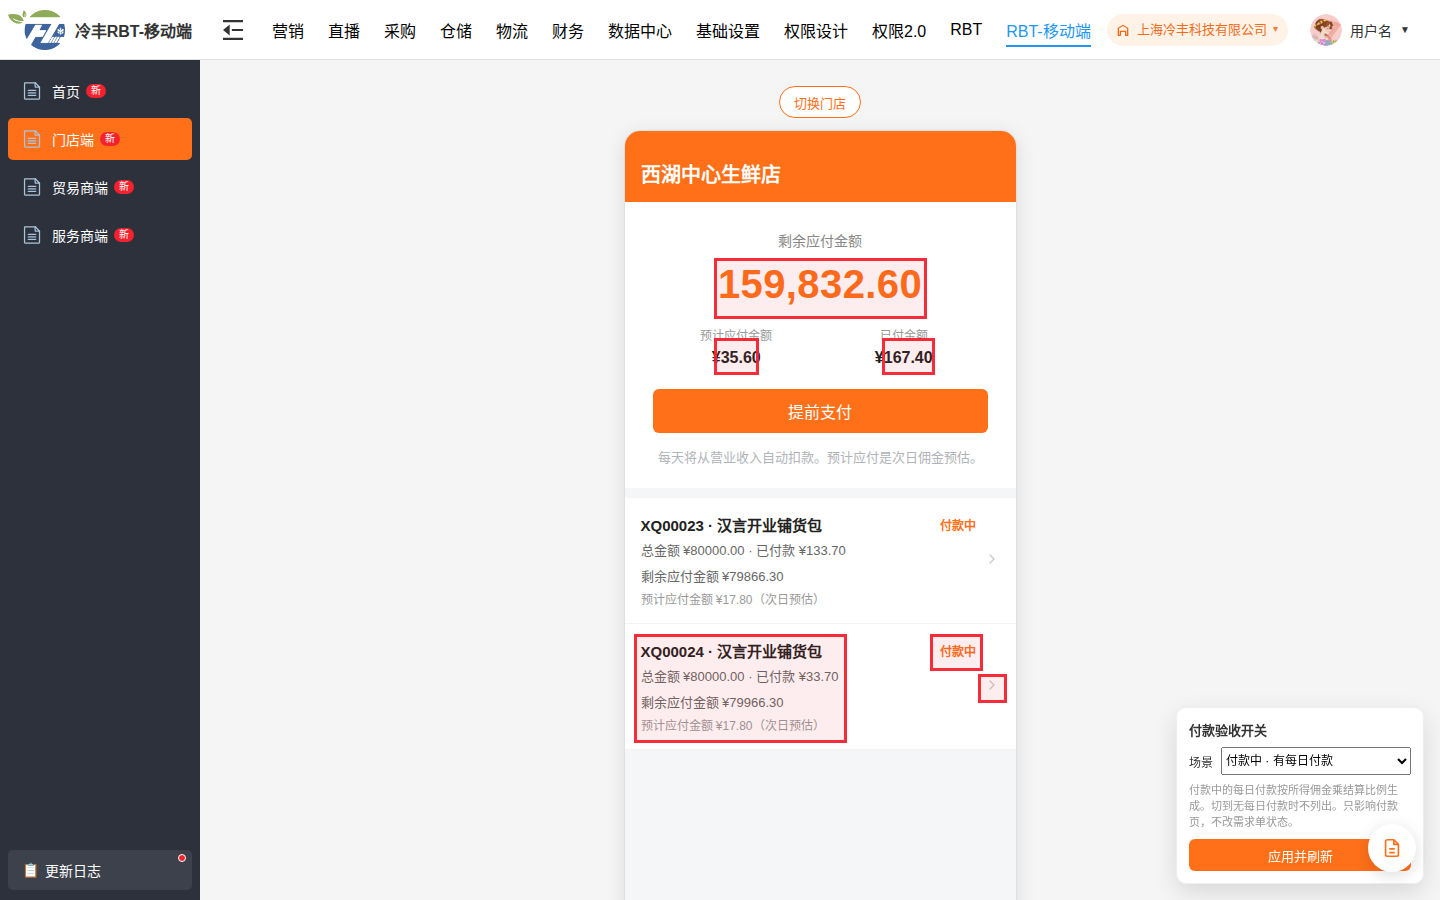 冷丰RBT-移动端
营销 直播 采购 仓储 物流 财务 数据中心 基础设置 权限设计 权限2.0 RBT RBT-移动端
上海冷丰科技有限公司
用户名
首页 新
门店端 新
贸易商端 新
服务商端 新
更新日志
切换门店
西湖中心生鲜店
剩余应付金额
159,832.60
预计应付金额 已付金额
¥35.60 ¥167.40
提前支付
每天将从营业收入自动扣款。预计应付是次日佣金预估。
XQ00023 · 汉言开业铺货包 付款中
总金额 ¥80000.00 · 已付款 ¥133.70
剩余应付金额 ¥79866.30
预计应付金额 ¥17.80（次日预估）
XQ00024 · 汉言开业铺货包 付款中
总金额 ¥80000.00 · 已付款 ¥33.70
剩余应付金额 ¥79966.30
预计应付金额 ¥17.80（次日预估）
付款验收开关
场景 付款中 · 有每日付款
付款中的每日付款按所得佣金乘结算比例生
成。切到无每日付款时不列出。只影响付款
页，不改需求单状态。
应用并刷新